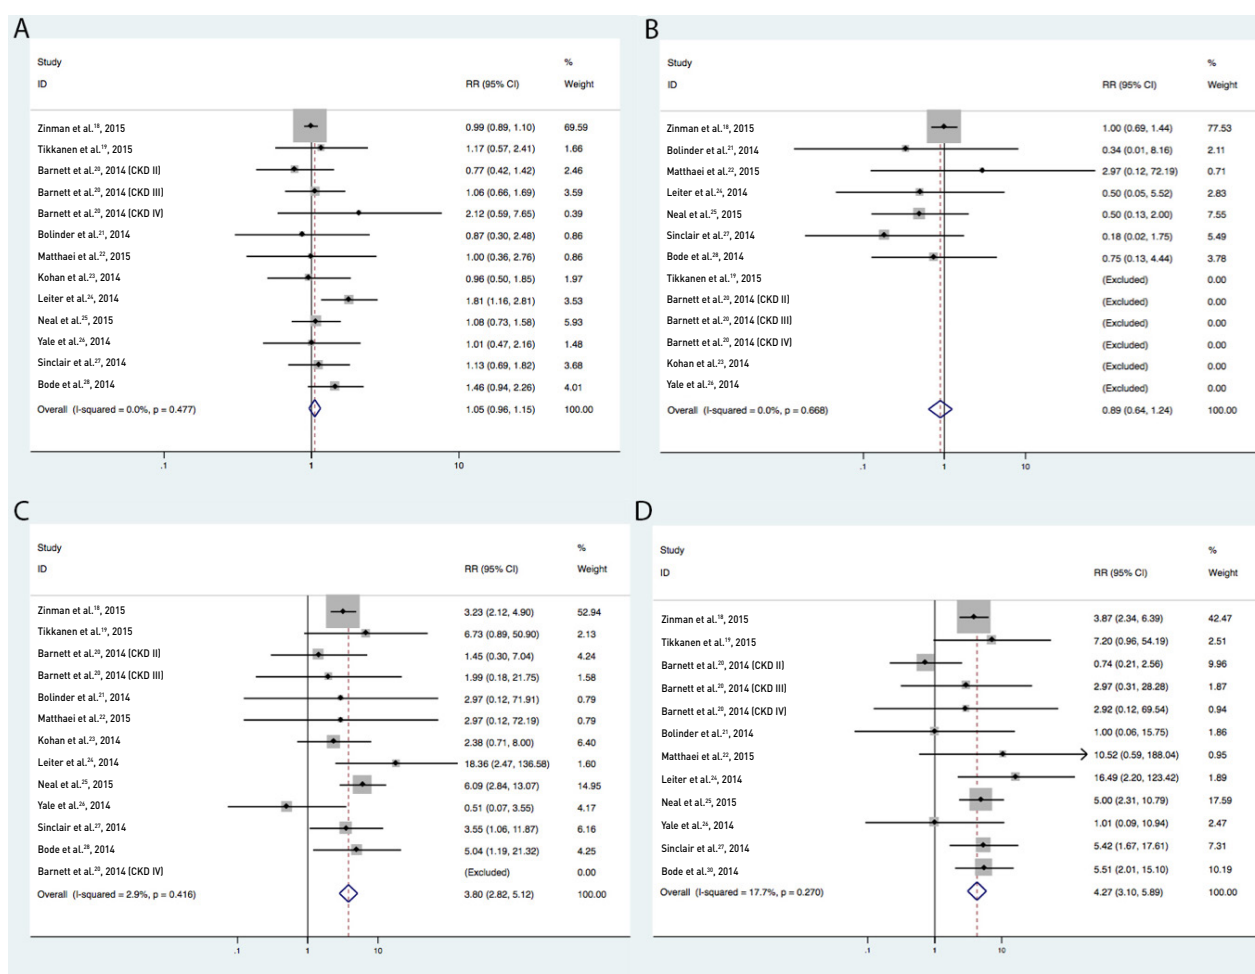 A
Study %
ID RR (95% CI) Weight
Zinman et al.¹⁸, 2015 0.99 (0.89, 1.10) 69.59
Tikkanen et al.¹⁹, 2015 1.17 (0.57, 2.41) 1.66
Barnett et al.²⁰, 2014 (CKD II) 0.77 (0.42, 1.42) 2.46
Barnett et al.²⁰, 2014 (CKD III) 1.06 (0.66, 1.69) 3.59
Barnett et al.²⁰, 2014 (CKD IV) 2.12 (0.59, 7.65) 0.39
Bolinder et al.²¹, 2014 0.87 (0.30, 2.48) 0.86
Matthaei et al.²², 2015 1.00 (0.36, 2.76) 0.86
Kohan et al.²³, 2014 0.96 (0.50, 1.85) 1.97
Leiter et al.²⁴, 2014 1.81 (1.16, 2.81) 3.53
Neal et al.²⁵, 2015 1.08 (0.73, 1.58) 5.93
Yale et al.²⁶, 2014 1.01 (0.47, 2.16) 1.48
Sinclair et al.²⁷, 2014 1.13 (0.69, 1.82) 3.68
Bode et al.²⁸, 2014 1.46 (0.94, 2.26) 4.01
Overall (I-squared = 0.0%, p = 0.477) 1.05 (0.96, 1.15) 100.00
.1 1 10
B
Study %
ID RR (95% CI) Weight
Zinman et al.¹⁸, 2015 1.00 (0.69, 1.44) 77.53
Bolinder et al.²¹, 2014 0.34 (0.01, 8.16) 2.11
Matthaei et al.²², 2015 2.97 (0.12, 72.19) 0.71
Leiter et al.²⁴, 2014 0.50 (0.05, 5.52) 2.83
Neal et al.²⁵, 2015 0.50 (0.13, 2.00) 7.55
Sinclair et al.²⁷, 2014 0.18 (0.02, 1.75) 5.49
Bode et al.²⁸, 2014 0.75 (0.13, 4.44) 3.78
Tikkanen et al.¹⁹, 2015 (Excluded) 0.00
Barnett et al.²⁰, 2014 (CKD II) (Excluded) 0.00
Barnett et al.²⁰, 2014 (CKD III) (Excluded) 0.00
Barnett et al.²⁰, 2014 (CKD IV) (Excluded) 0.00
Kohan et al.²³, 2014 (Excluded) 0.00
Yale et al.²⁶, 2014 (Excluded) 0.00
Overall (I-squared = 0.0%, p = 0.668) 0.89 (0.64, 1.24) 100.00
.1 1 10
C
Study %
ID RR (95% CI) Weight
Zinman et al.¹⁸, 2015 3.23 (2.12, 4.90) 52.94
Tikkanen et al.¹⁹, 2015 6.73 (0.89, 50.90) 2.13
Barnett et al.²⁰, 2014 (CKD II) 1.45 (0.30, 7.04) 4.24
Barnett et al.²⁰, 2014 (CKD III) 1.99 (0.18, 21.75) 1.58
Bolinder et al.²¹, 2014 2.97 (0.12, 71.91) 0.79
Matthaei et al.²², 2015 2.97 (0.12, 72.19) 0.79
Kohan et al.²³, 2014 2.38 (0.71, 8.00) 6.40
Leiter et al.²⁴, 2014 18.36 (2.47, 136.58) 1.60
Neal et al.²⁵, 2015 6.09 (2.84, 13.07) 14.95
Yale et al.²⁶, 2014 0.51 (0.07, 3.55) 4.17
Sinclair et al.²⁷, 2014 3.55 (1.06, 11.87) 6.16
Bode et al.²⁸, 2014 5.04 (1.19, 21.32) 4.25
Barnett et al.²⁰, 2014 (CKD IV) (Excluded) 0.00
Overall (I-squared = 2.9%, p = 0.416) 3.80 (2.82, 5.12) 100.00
.1 1 10
D
Study %
ID RR (95% CI) Weight
Zinman et al.¹⁸, 2015 3.87 (2.34, 6.39) 42.47
Tikkanen et al.¹⁹, 2015 7.20 (0.96, 54.19) 2.51
Barnett et al.²⁰, 2014 (CKD II) 0.74 (0.21, 2.56) 9.96
Barnett et al.²⁰, 2014 (CKD III) 2.97 (0.31, 28.28) 1.87
Barnett et al.²⁰, 2014 (CKD IV) 2.92 (0.12, 69.54) 0.94
Bolinder et al.²¹, 2014 1.00 (0.06, 15.75) 1.86
Matthaei et al.²², 2015 10.52 (0.59, 188.04) 0.95
Leiter et al.²⁴, 2014 16.49 (2.20, 123.42) 1.89
Neal et al.²⁵, 2015 5.00 (2.31, 10.79) 17.59
Yale et al.²⁶, 2014 1.01 (0.09, 10.94) 2.47
Sinclair et al.²⁷, 2014 5.42 (1.67, 17.61) 7.31
Bode et al.³⁰, 2014 5.51 (2.01, 15.10) 10.19
Overall (I-squared = 17.7%, p = 0.270) 4.27 (3.10, 5.89) 100.00
.1 1 10